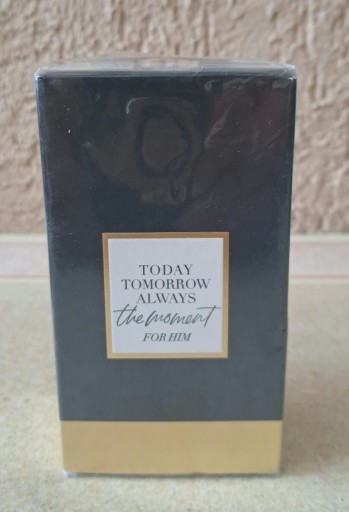 TODAY
TOMORROW
ALWAYS
the moment
FOR HIM